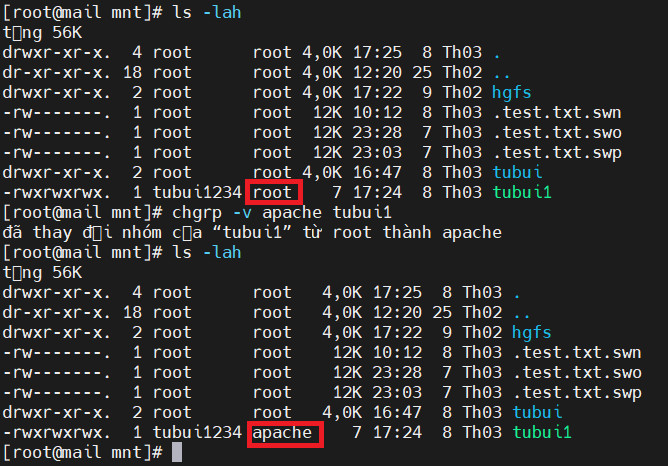 [root@mail mnt]# ls -lah
t�ng 56K
drwxr-xr-x.  4 root      root 4,0K 17:25  8 Th03 .
dr-xr-xr-x. 18 root      root 4,0K 12:20 25 Th02 ..
drwxr-xr-x.  2 root      root 4,0K 17:22  9 Th02 hgfs
-rw-------.  1 root      root  12K 10:12  8 Th03 .test.txt.swn
-rw-------.  1 root      root  12K 23:28  7 Th03 .test.txt.swo
-rw-------.  1 root      root  12K 23:03  7 Th03 .test.txt.swp
drwxr-xr-x.  2 root      root 4,0K 16:47  8 Th03 tubui
-rwxrwxrwx.  1 tubui1234 root    7 17:24  8 Th03 tubui1
[root@mail mnt]# chgrp -v apache tubui1
đã thay đ�i nhóm c�a “tubui1” từ root thành apache
[root@mail mnt]# ls -lah
t�ng 56K
drwxr-xr-x.  4 root      root   4,0K 17:25  8 Th03 .
dr-xr-xr-x. 18 root      root   4,0K 12:20 25 Th02 ..
drwxr-xr-x.  2 root      root   4,0K 17:22  9 Th02 hgfs
-rw-------.  1 root      root    12K 10:12  8 Th03 .test.txt.swn
-rw-------.  1 root      root    12K 23:28  7 Th03 .test.txt.swo
-rw-------.  1 root      root    12K 23:03  7 Th03 .test.txt.swp
drwxr-xr-x.  2 root      root   4,0K 16:47  8 Th03 tubui
-rwxrwxrwx.  1 tubui1234 apache    7 17:24  8 Th03 tubui1
[root@mail mnt]#